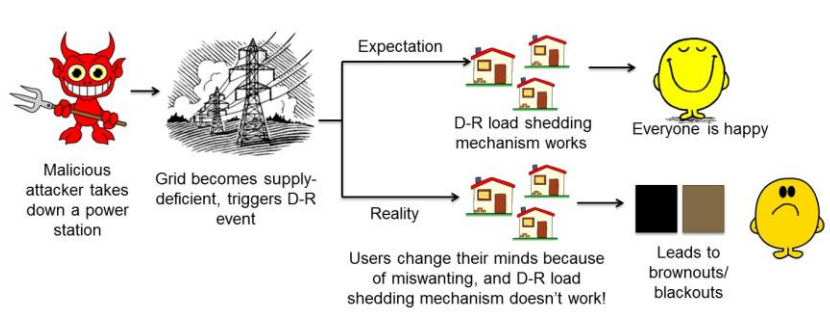 Malicious
attacker takes
down a power
station
Grid becomes supply-
deficient, triggers D-R
event
Expectation
D-R load shedding
mechanism works
Everyone is happy
Reality
Users change their minds because
of miswanting, and D-R load
shedding mechanism doesn't work!
Leads to
brownouts/
blackouts